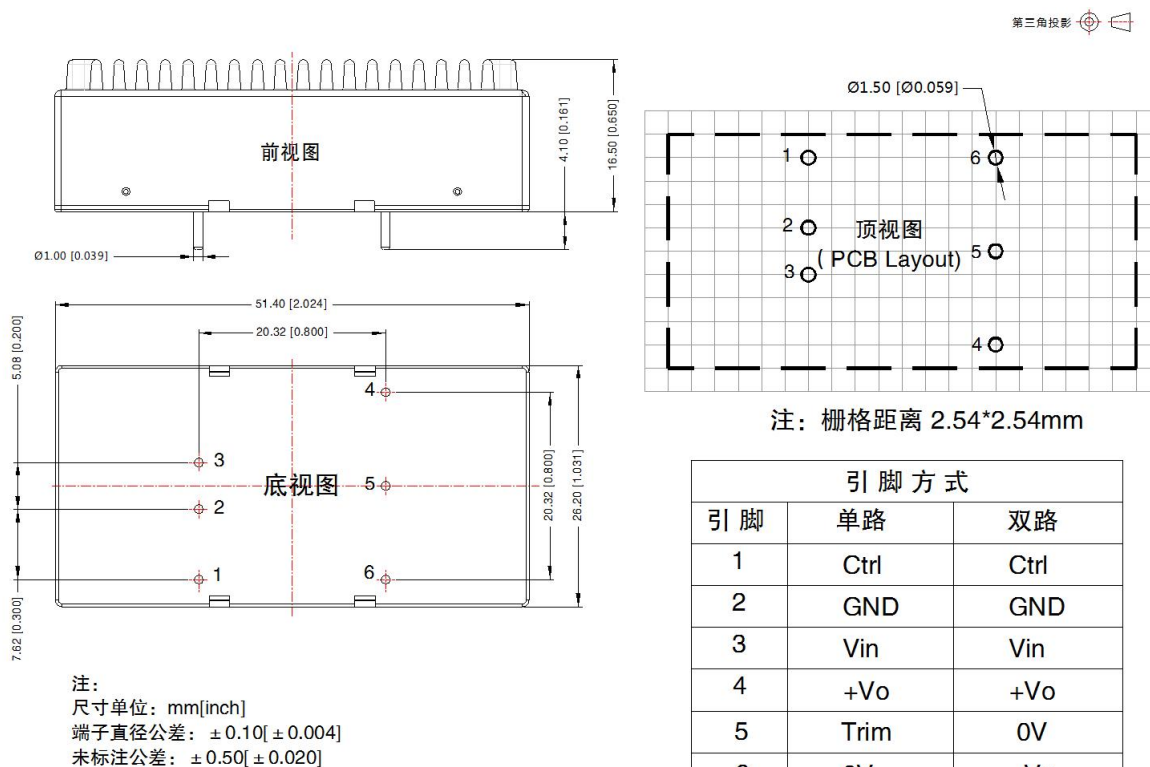 第三角投影
前视图
4.10 [0.161]
16.50 [0.650]
Ø1.00 [0.039]
51.40 [2.024]
20.32 [0.800]
5.08 [0.200]
7.62 [0.300]
4
3
底视图
5
2
1
6
20.32 [0.800]
26.20 [1.031]
注：
尺寸单位：mm[inch]
端子直径公差：±0.10[±0.004]
未标注公差：±0.50[±0.020]
Ø1.50 [Ø0.059]
1
6
2
顶视图
5
3
( PCB Layout)
4
注：栅格距离 2.54*2.54mm
引脚方式
引脚 单路 双路
1 Ctrl Ctrl
2 GND GND
3 Vin Vin
4 +Vo +Vo
5 Trim 0V